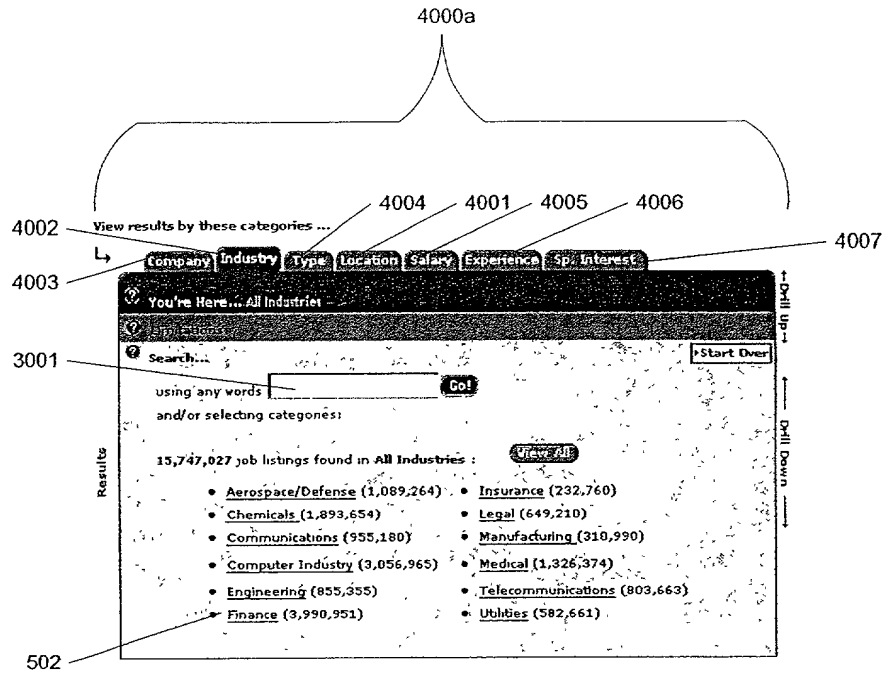 4000a
4004 4001 4005 4006
4002 View results by these categories ... 4007
Company Industry Type Location Salary Experience Sp. Interest
4003
You're Here... All Industries
Drill Up
Search... Start Over
3001
using any words Go!
and/or selecting categories:
15,747,027 job listings found in All Industries : View All
Results
Drill Down
• Aerospace/Defense (1,089,264) • Insurance (232,760)
• Chemicals (1,893,654) • Legal (649,210)
• Communications (955,180) • Manufacturing (310,990)
• Computer Industry (3,056,965) • Medical (1,326,374)
• Engineering (855,355) • Telecommunications (803,663)
• Finance (3,990,951) • Utilities (582,661)
502